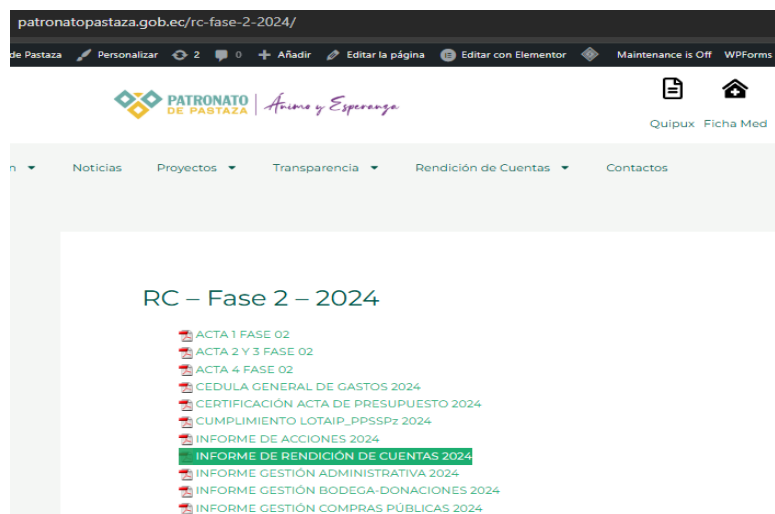 patronatopastaza.gob.ec/rc-fase-2-2024/
de Pastaza Personalizar 2 0 Añadir Editar la página Editar con Elementor Maintenance is Off WPForms
PATRONATO
DE PASTAZA
Ánimo y Esperanza
Quipux Ficha Med
n Noticias Proyectos Transparencia Rendición de Cuentas Contactos
RC – Fase 2 – 2024
ACTA 1 FASE 02
ACTA 2 Y 3 FASE 02
ACTA 4 FASE 02
CEDULA GENERAL DE GASTOS 2024
CERTIFICACIÓN ACTA DE PRESUPUESTO 2024
CUMPLIMIENTO LOTAIP_PPSSPz 2024
INFORME DE ACCIONES 2024
INFORME DE RENDICIÓN DE CUENTAS 2024
INFORME GESTIÓN ADMINISTRATIVA 2024
INFORME GESTIÓN BODEGA-DONACIONES 2024
INFORME GESTIÓN COMPRAS PÚBLICAS 2024